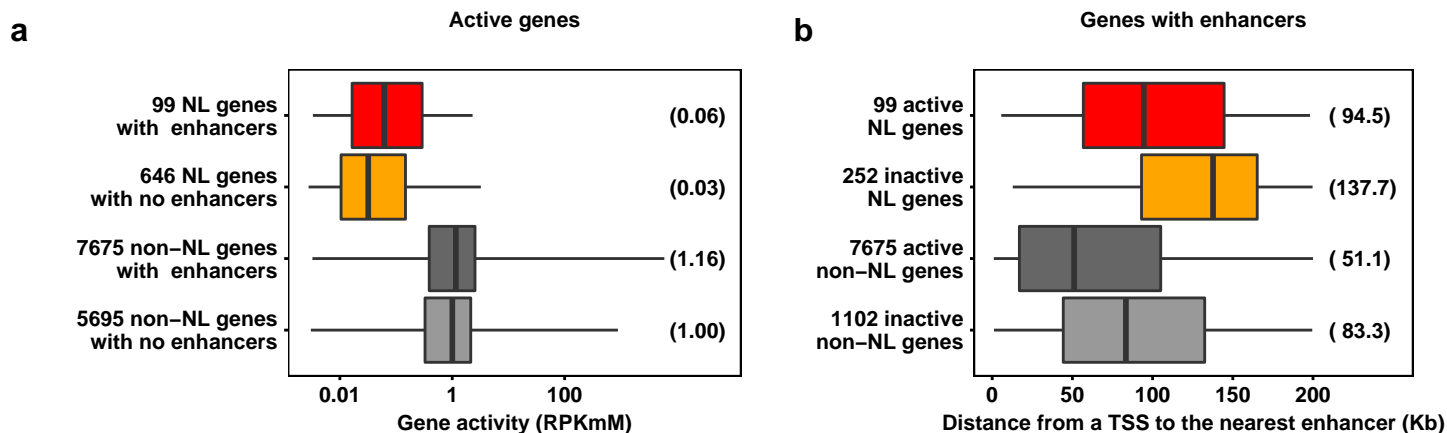 a
Active genes
99 NL genes
with  enhancers
(0.06)
646 NL genes
with no enhancers
(0.03)
7675 non−NL genes
with  enhancers
(1.16)
5695 non−NL genes
with no enhancers
(1.00)
0.01 1 100
Gene activity (RPKmM)
b
Genes with enhancers
99 active
NL genes
( 94.5)
252 inactive
NL genes
(137.7)
7675 active
non−NL genes
( 51.1)
1102 inactive
non−NL genes
( 83.3)
0 50 100 150 200
Distance from a TSS to the nearest enhancer (Kb)